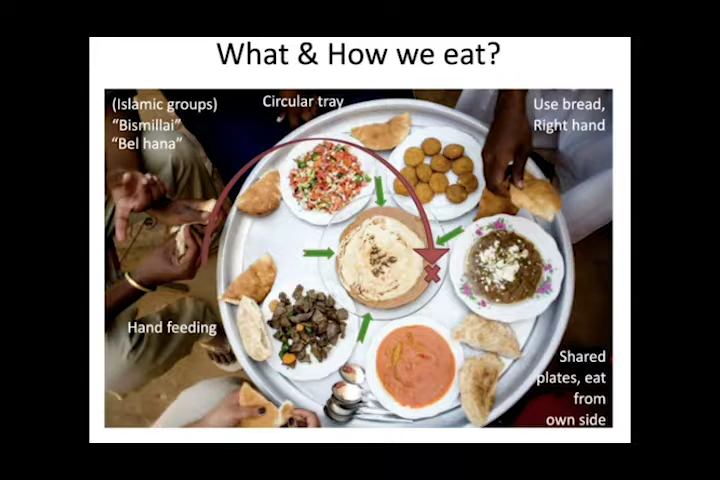 What & How we eat?
(Islamic groups)
“Bismillai”
“Bel hana”
Circular tray
Use bread,
Right hand
Hand feeding
Shared
plates, eat
from
own side